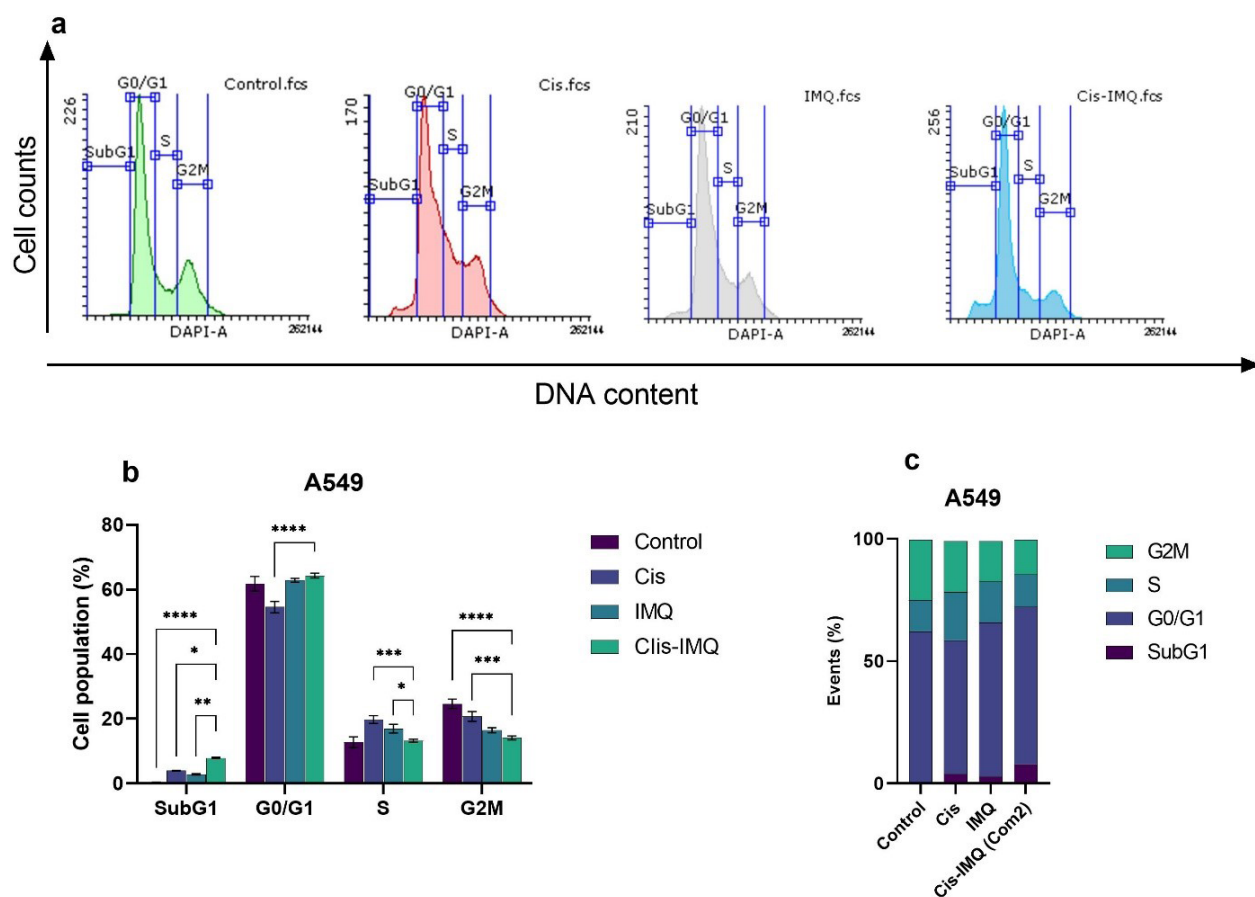 a
Cell counts
Control.fcs
226
SubG1
G0/G1
S
G2M
DAPI-A
262144
Cis.fcs
170
SubG1
G0/G1
S
G2M
DAPI-A
262144
IMQ.fcs
210
SubG1
G0/G1
S
G2M
DAPI-A
262144
Cis-IMQ.fcs
256
SubG1
G0/G1
S
G2M
DAPI-A
262144
DNA content
b
A549
Cell population (%)
80
60
40
20
0
****
*
**
****
***
*
****
***
SubG1
G0/G1
S
G2M
Control
Cis
IMQ
Clis-IMQ
c
A549
Events (%)
100
50
0
Control
Cis
IMQ
Cis-IMQ (Com2)
G2M
S
G0/G1
SubG1